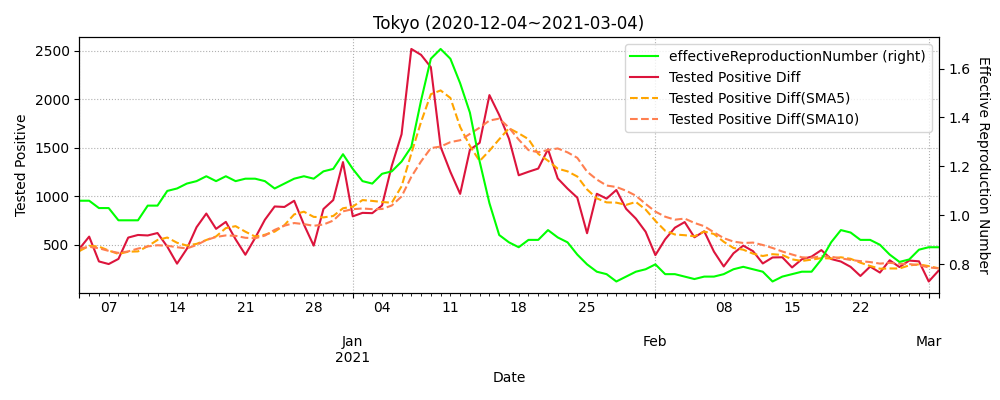 Tokyo (2020-12-04~2021-03-04)
effectiveReproductionNumber (right)
Tested Positive Diff
Tested Positive Diff(SMA5)
Tested Positive Diff(SMA10)
Tested Positive
2500
2000
1500
1000
500
1.6
1.4
1.2
1.0
0.8
Effective Reproduction Number
07 14 21 28 04 11 18 25 08 15 22
Jan Feb Mar
2021
Date